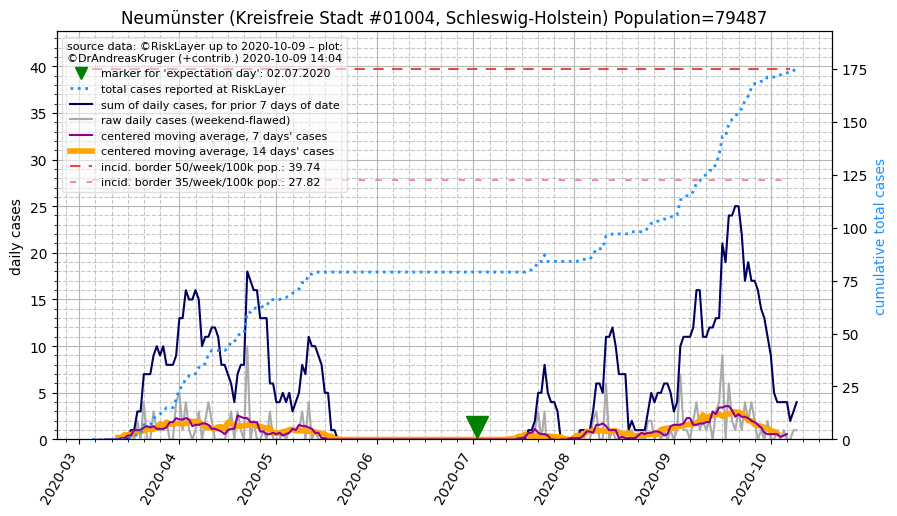 Neumünster (Kreisfreie Stadt #01004, Schleswig-Holstein) Population=79487
source data: ©RiskLayer up to 2020-10-09 – plot:
©DrAndreasKruger (+contrib.) 2020-10-09 14:04
marker for 'expectation day': 02.07.2020
total cases reported at RiskLayer
sum of daily cases, for prior 7 days of date
raw daily cases (weekend-flawed)
centered moving average, 7 days' cases
centered moving average, 14 days' cases
incid. border 50/week/100k pop.: 39.74
incid. border 35/week/100k pop.: 27.82
daily cases
40
35
30
25
20
15
10
5
0
cumulative total cases
175
150
125
100
75
50
25
0
2020-03
2020-04
2020-05
2020-06
2020-07
2020-08
2020-09
2020-10